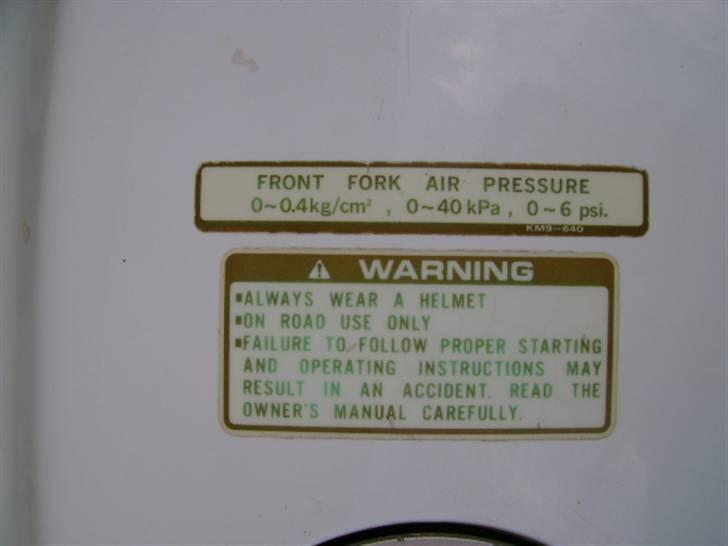 FRONT FORK AIR PRESSURE
0~0.4kg/cm², 0~40 kPa, 0~6 psi.
KM9-640
⚠ WARNING
▪ALWAYS WEAR A HELMET
▪ON ROAD USE ONLY
▪FAILURE TO FOLLOW PROPER STARTING
AND OPERATING INSTRUCTIONS MAY
RESULT IN AN ACCIDENT. READ THE
OWNER'S MANUAL CAREFULLY.